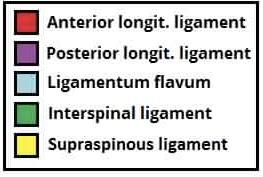 Anterior longit. ligament
Posterior longit. ligament
Ligamentum flavum
Interspinal ligament
Supraspinous ligament